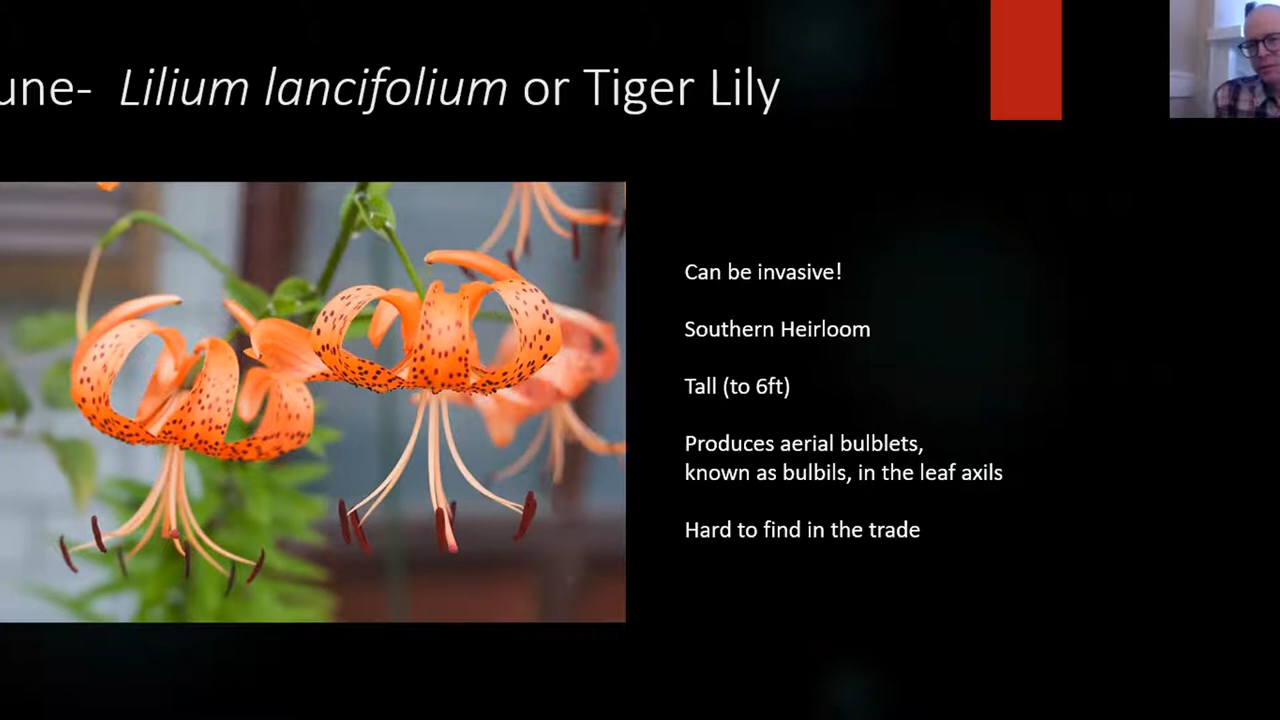 une- Lilium lancifolium or Tiger Lily
Can be invasive!
Southern Heirloom
Tall (to 6ft)
Produces aerial bulblets,
known as bulbils, in the leaf axils
Hard to find in the trade